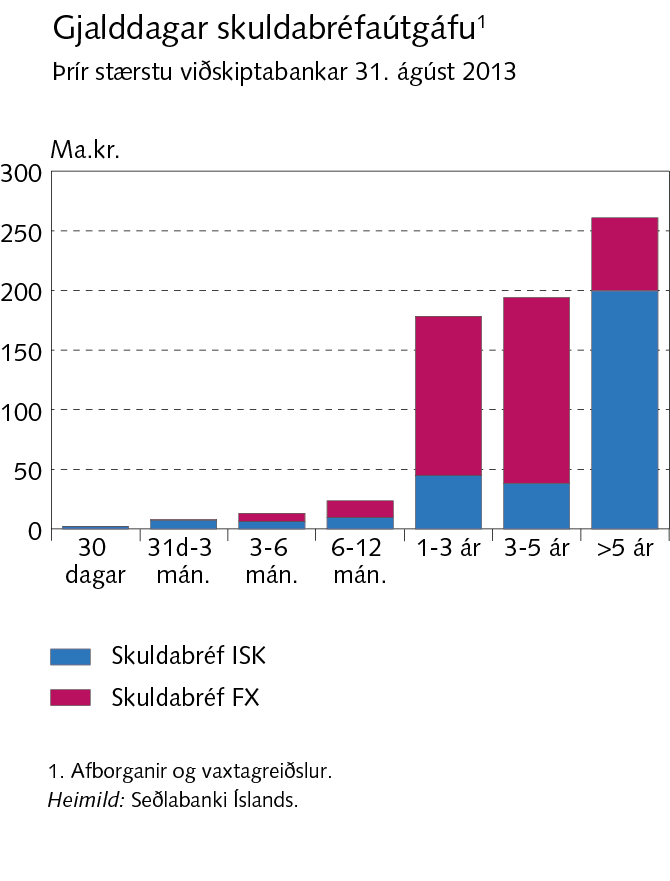 Gjalddagar skuldabréfaútgáfu¹
Þrír stærstu viðskiptabankar 31. ágúst 2013
Ma.kr.
300
250
200
150
100
50
0
30 dagar
31d-3 mán.
3-6 mán.
6-12 mán.
1-3 ár
3-5 ár
>5 ár
Skuldabréf ISK
Skuldabréf FX
1. Afborganir og vaxtagreiðslur.
Heimild: Seðlabanki Íslands.